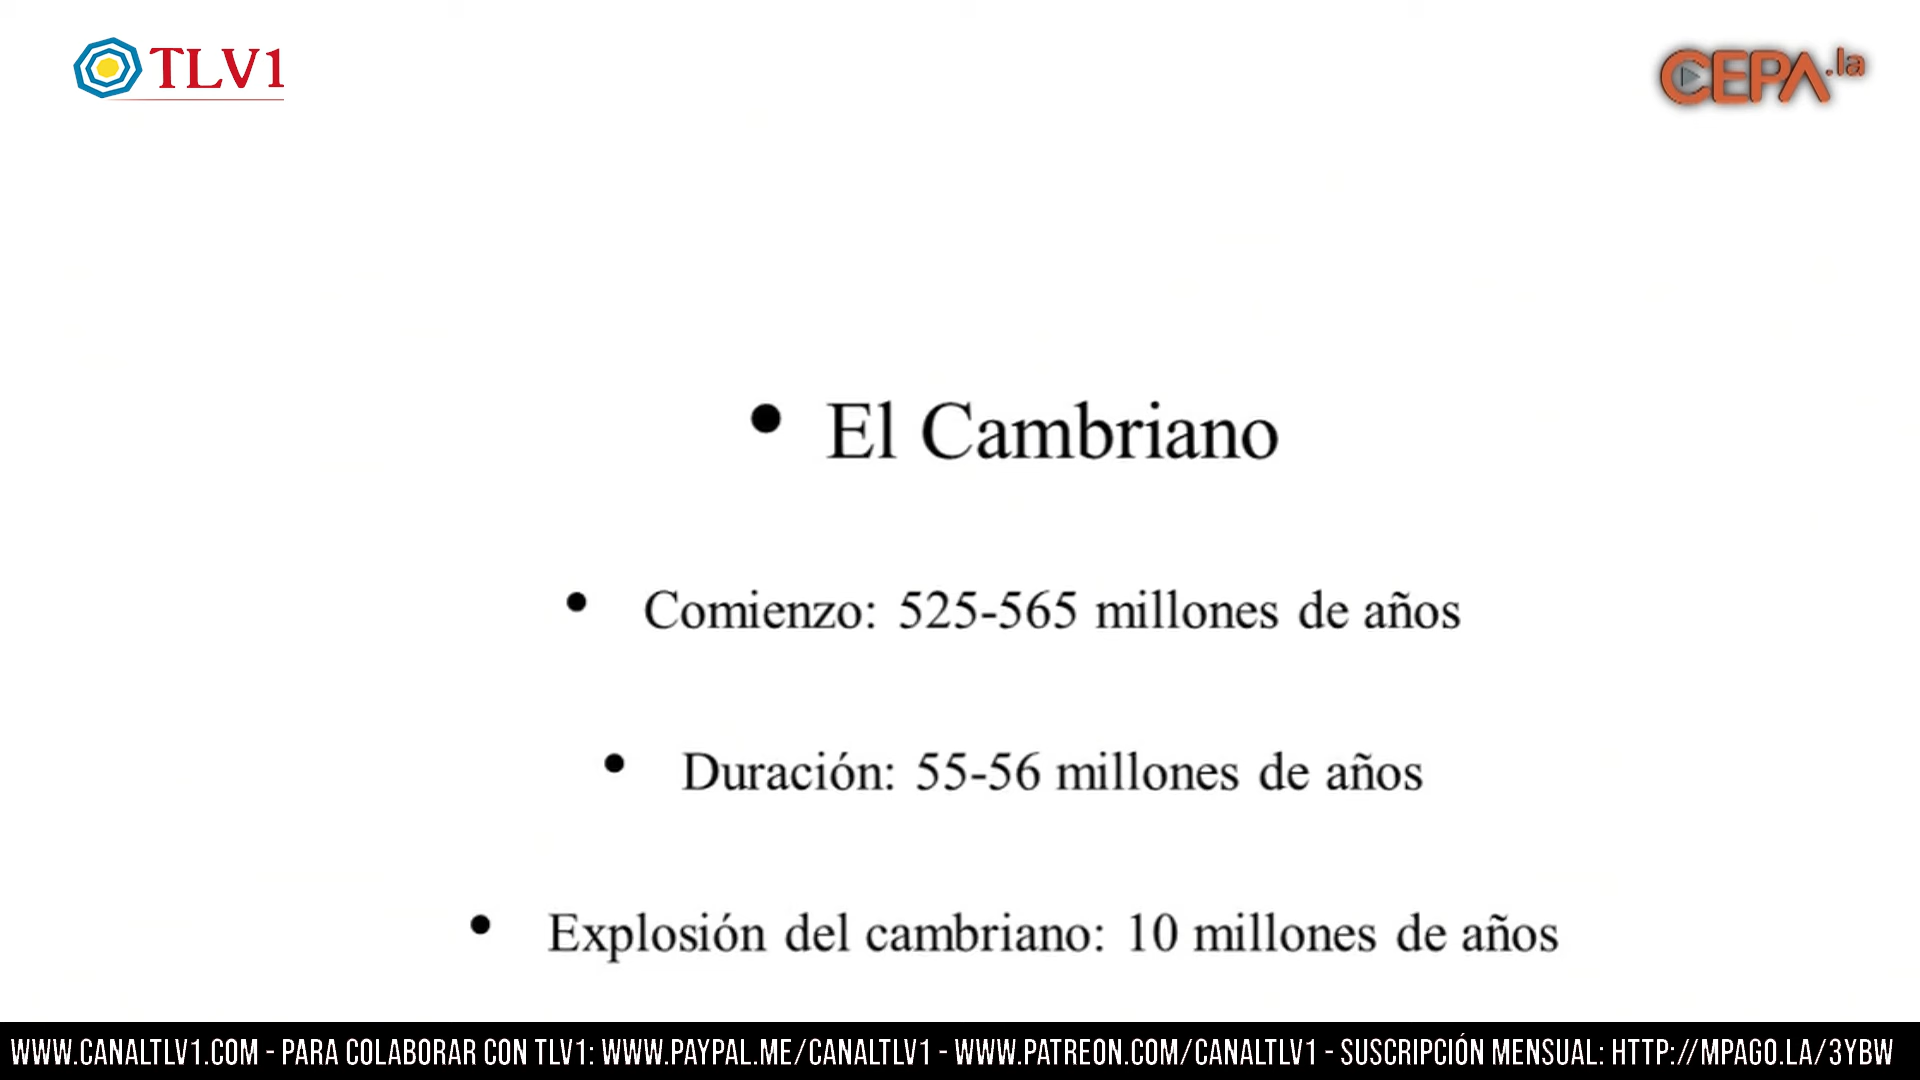 TLV1
CEPA.la
• El Cambriano
• Comienzo: 525-565 millones de años
• Duración: 55-56 millones de años
• Explosión del cambriano: 10 millones de años
WWW.CANALTLV1.COM - PARA COLABORAR CON TLV1: WWW.PAYPAL.ME/CANALTLV1 - WWW.PATREON.COM/CANALTLV1 - SUSCRIPCIÓN MENSUAL: HTTP://MPAGO.LA/3YBW